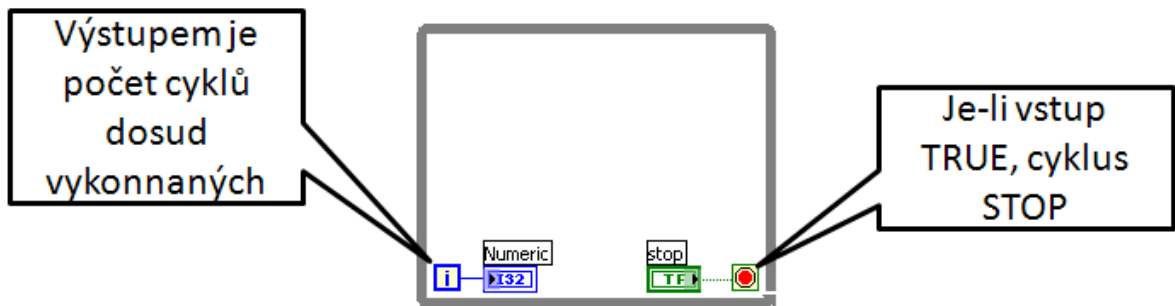 Výstupem je
počet cyklů
dosud
vykonnaných
Je-li vstup
TRUE, cyklus
STOP
Numeric
stop
i
I32
TF